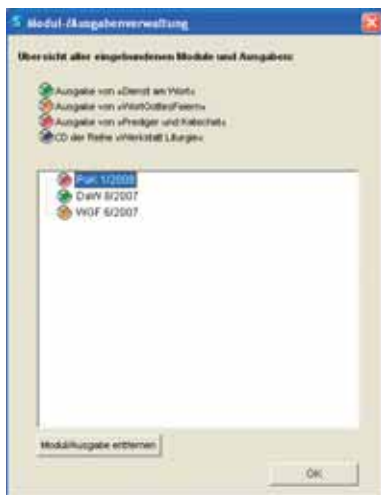 Modul-/Ausgabenverwaltung
Übersicht aller eingebundenen Module und Ausgaben:
Ausgabe von »Dienst am Wort«
Ausgabe von »WortGottesFeiern«
Ausgabe von »Prediger und Katechet«
CD der Reihe »Werkstatt Liturgie«
PuK 1/2008
DaW 8/2007
WGF 6/2007
Modul/Ausgabe entfernen
OK